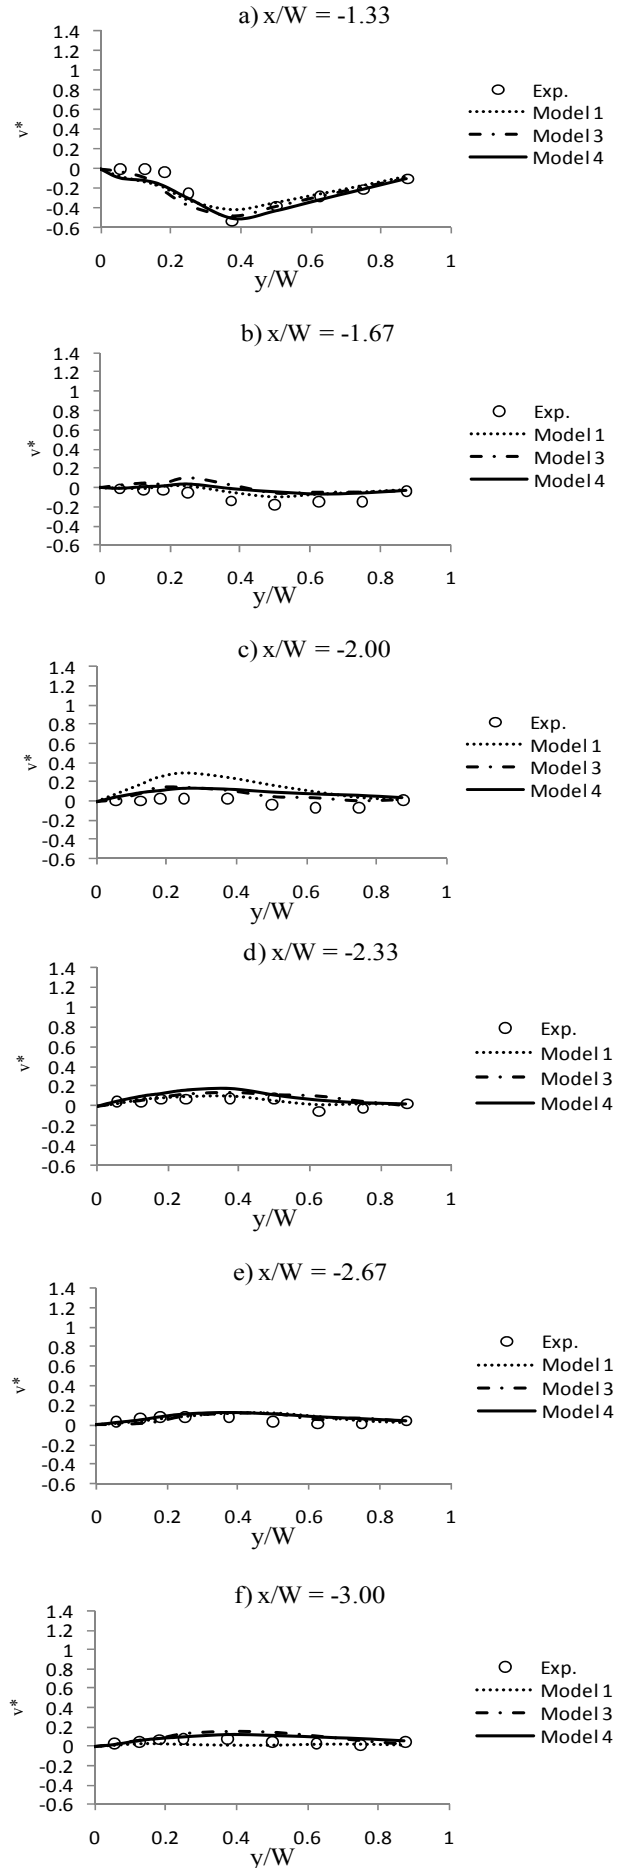 a) x/W = -1.33
1.4
1.2
1
0.8
0.6
0.4
0.2
0
-0.2
-0.4
-0.6
v*
0 0.2 0.4 0.6 0.8 1
y/W
Exp.
Model 1
Model 3
Model 4
b) x/W = -1.67
1.4
1.2
1
0.8
0.6
0.4
0.2
0
-0.2
-0.4
-0.6
v*
0 0.2 0.4 0.6 0.8 1
Exp.
Model 1
Model 3
Model 4
c) x/W = -2.00
1.4
1.2
1
0.8
0.6
0.4
0.2
0
-0.2
-0.4
-0.6
v*
0 0.2 0.4 0.6 0.8 1
y/W
Exp.
Model 1
Model 3
Model 4
d) x/W = -2.33
1.4
1.2
1
0.8
0.6
0.4
0.2
0
-0.2
-0.4
-0.6
v*
0 0.2 0.4 0.6 0.8 1
y/W
Exp.
Model 1
Model 3
Model 4
e) x/W = -2.67
1.4
1.2
1
0.8
0.6
0.4
0.2
0
-0.2
-0.4
-0.6
v*
0 0.2 0.4 0.6 0.8 1
y/W
Exp.
Model 1
Model 3
Model 4
f) x/W = -3.00
1.4
1.2
1
0.8
0.6
0.4
0.2
0
-0.2
-0.4
-0.6
v*
0 0.2 0.4 0.6 0.8 1
y/W
Exp.
Model 1
Model 3
Model 4